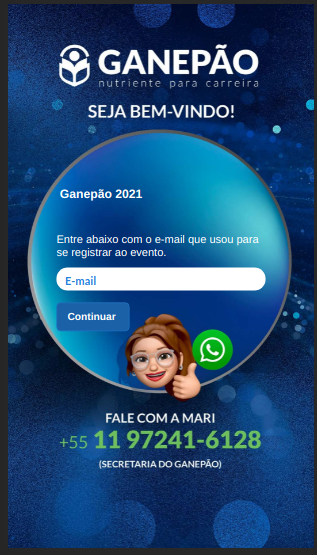 GANEPÃO
nutriente para carreira
SEJA BEM-VINDO!
Ganepão 2021
Entre abaixo com o e-mail que usou para
se registrar ao evento.
E-mail
Continuar
FALE COM A MARI
+55 11 97241-6128
(SECRETARIA DO GANEPÃO)